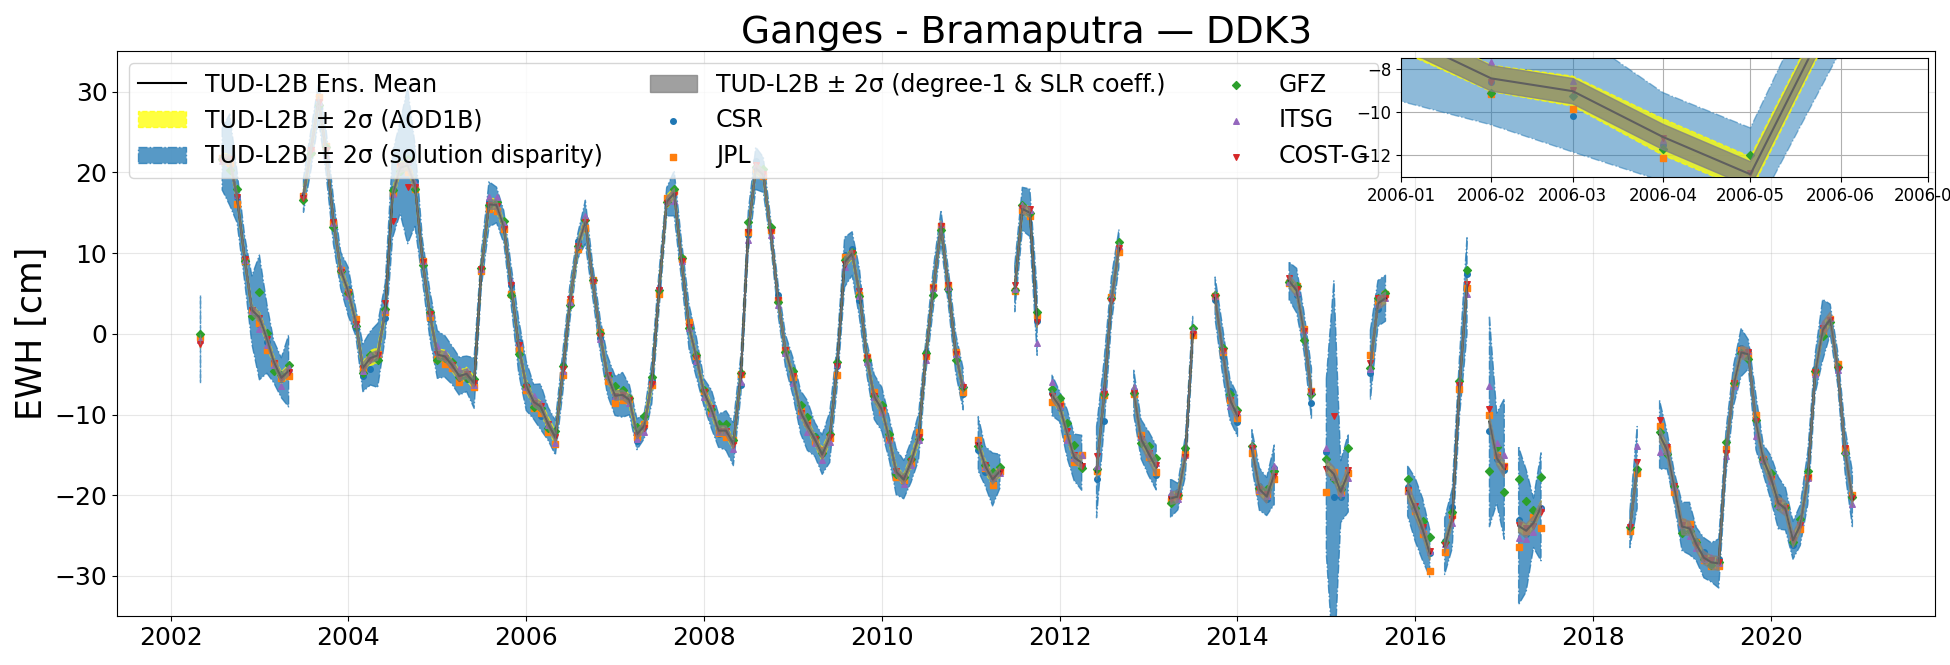 Ganges - Bramaputra — DDK3
TUD-L2B Ens. Mean
TUD-L2B ± 2σ (AOD1B)
TUD-L2B ± 2σ (solution disparity)
TUD-L2B ± 2σ (degree-1 & SLR coeff.)
CSR
JPL
GFZ
ITSG
COST-G
−8
−10
−12
2006-01 2006-02 2006-03 2006-04 2006-05 2006-06 2006-0
EWH [cm]
30
20
10
0
−10
−20
−30
2002 2004 2006 2008 2010 2012 2014 2016 2018 2020